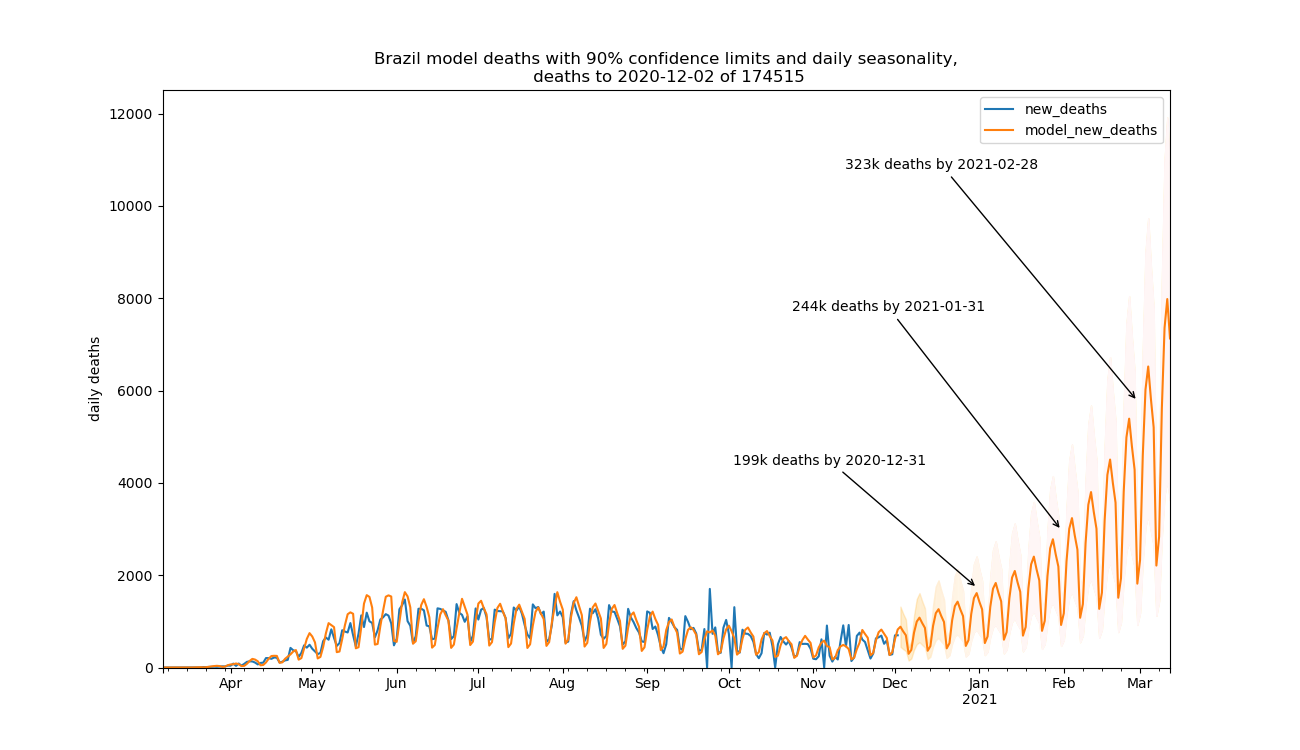 Brazil model deaths with 90% confidence limits and daily seasonality,
deaths to 2020-12-02 of 174515
12000
10000
8000
6000
4000
2000
0
daily deaths
new_deaths
model_new_deaths
323k deaths by 2021-02-28
244k deaths by 2021-01-31
199k deaths by 2020-12-31
Apr May Jun Jul Aug Sep Oct Nov Dec Jan Feb Mar
2021